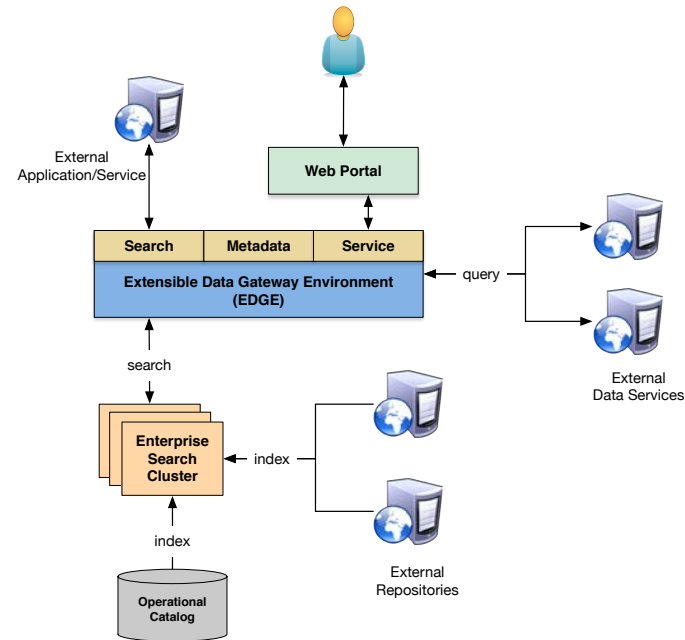 External
Application/Service
Web Portal
Search
Metadata
Service
Extensible Data Gateway Environment
(EDGE)
query
External
Data Services
search
Enterprise
Search
Cluster
index
index
External
Repositories
Operational
Catalog